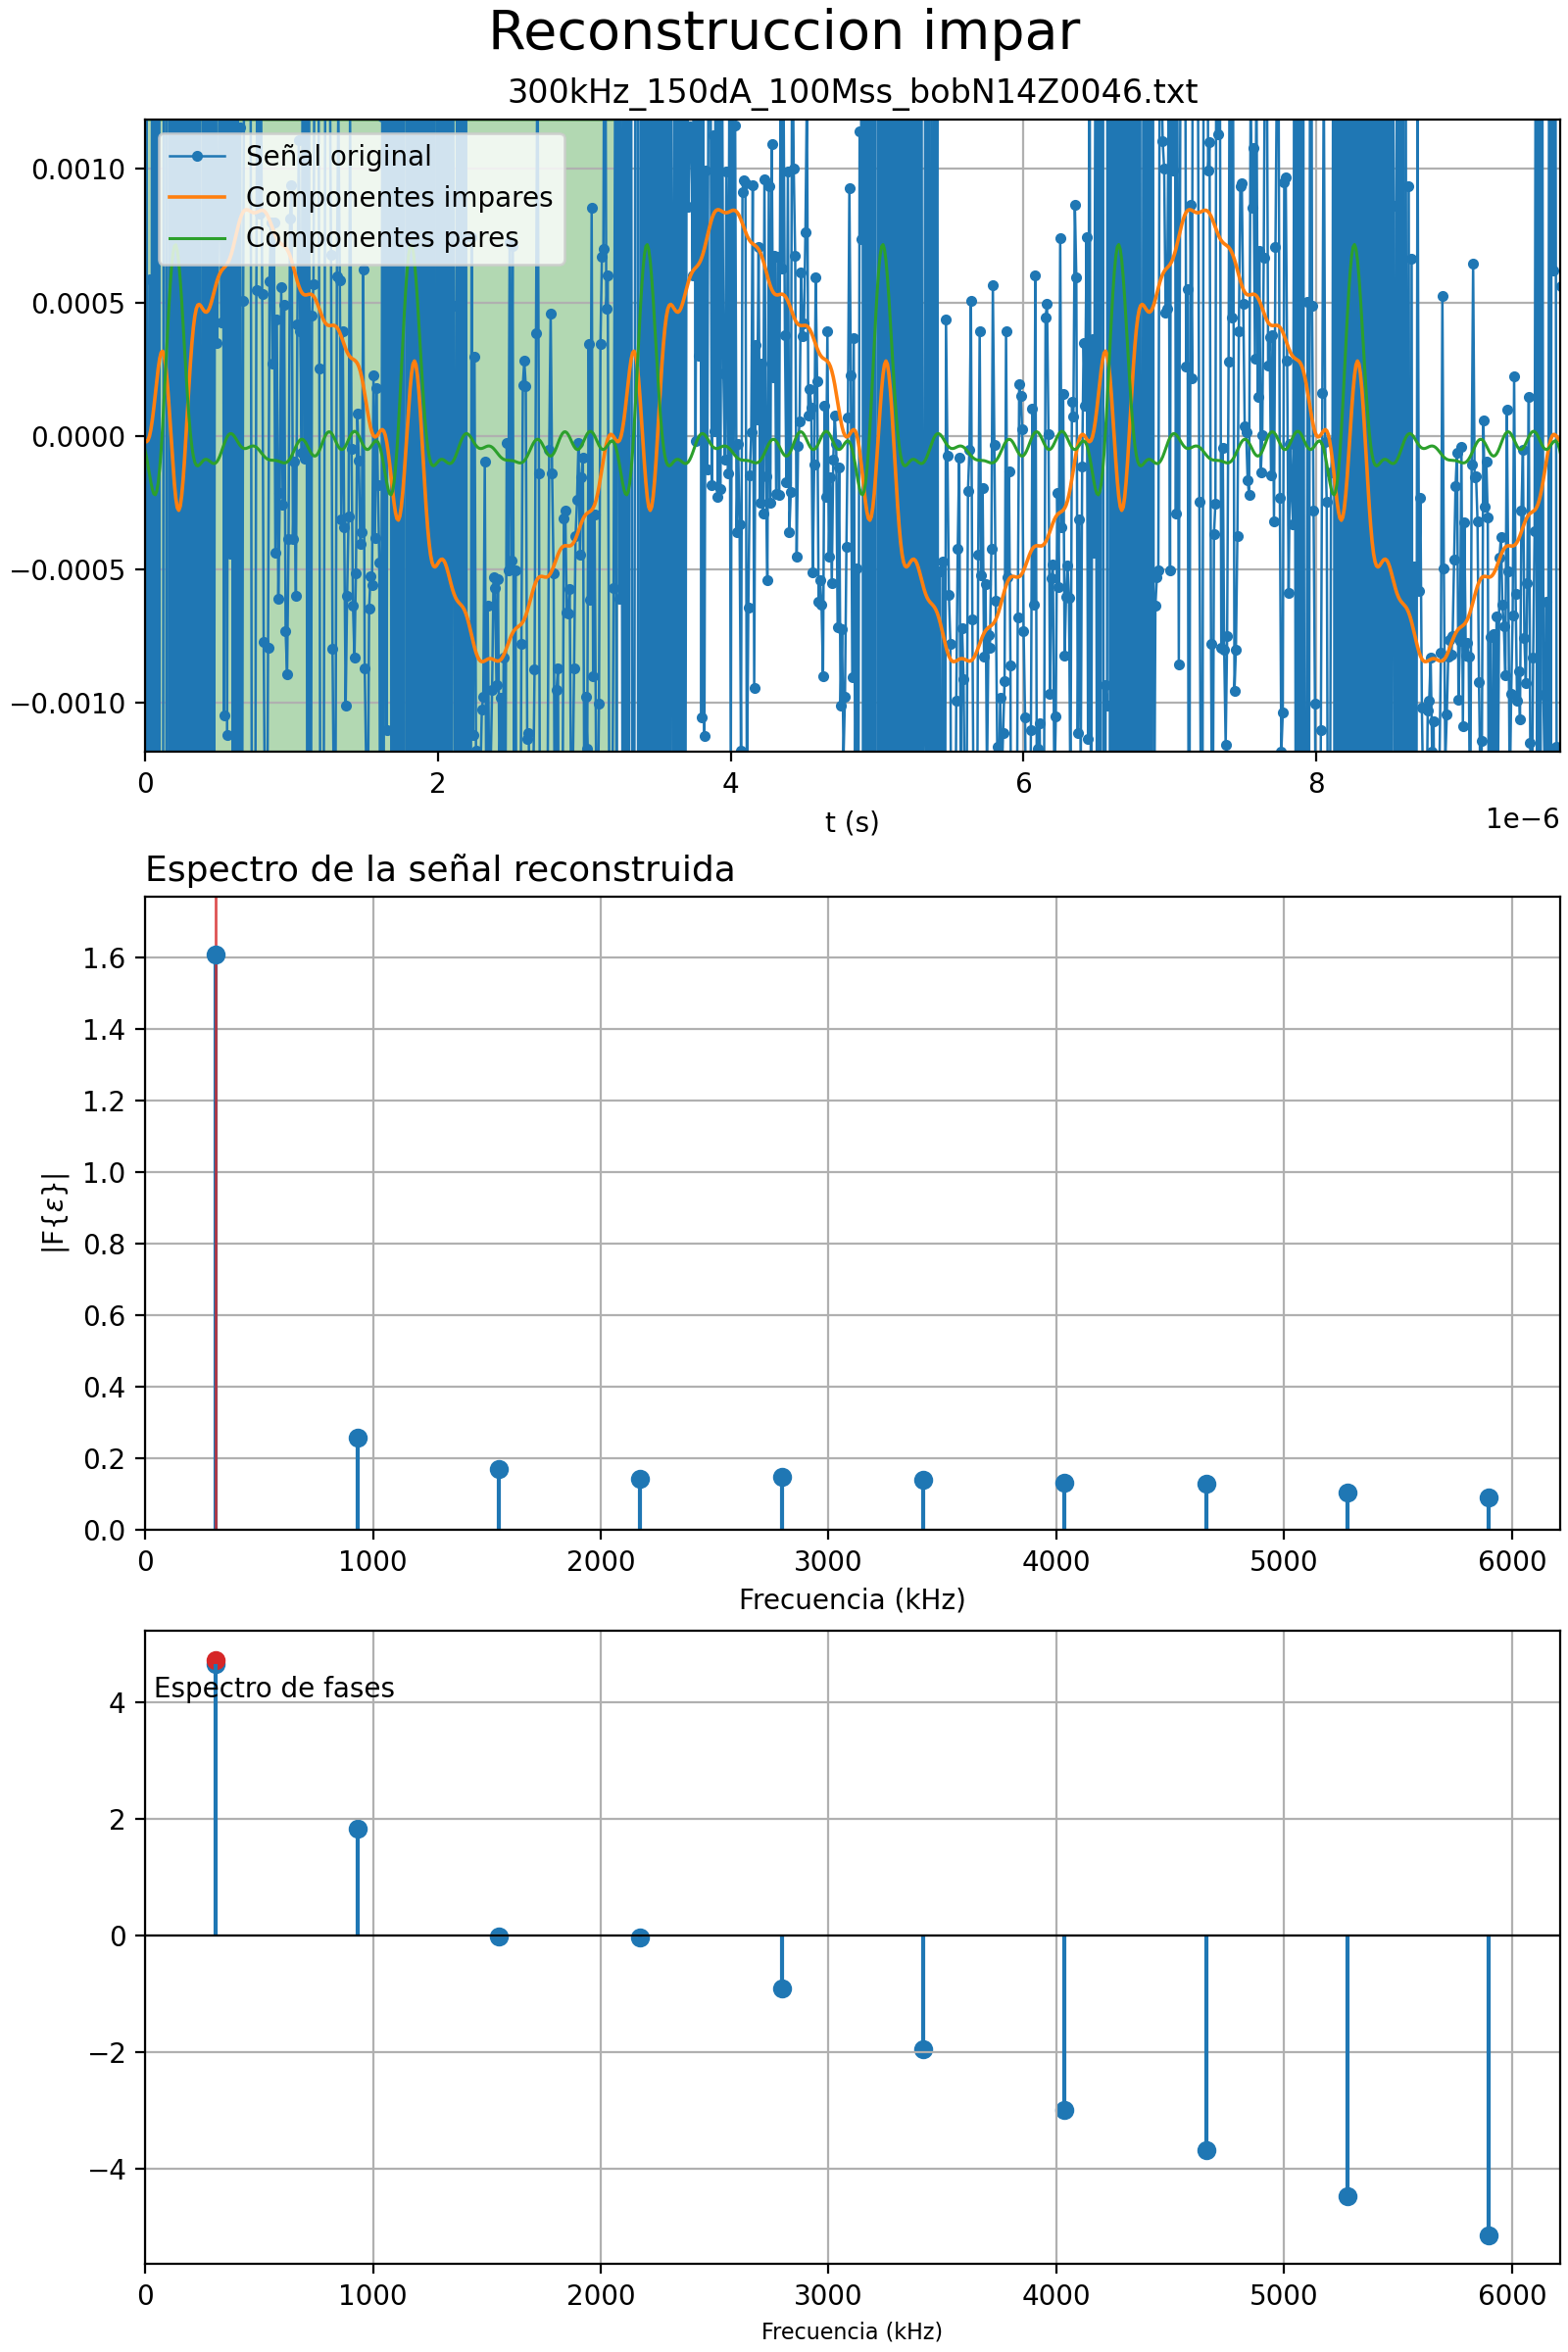 Reconstruccion impar
300kHz_150dA_100Mss_bobN14Z0046.txt
Señal original
Componentes impares
Componentes pares
0.0010
0.0005
0.0000
−0.0005
−0.0010
0 2 4 6 8
t (s)
1e−6
Espectro de la señal reconstruida
1.6
1.4
1.2
1.0
0.8
0.6
0.4
0.2
0.0
|F{ε}|
0 1000 2000 3000 4000 5000 6000
Frecuencia (kHz)
Espectro de fases
4
2
0
−2
−4
0 1000 2000 3000 4000 5000 6000
Frecuencia (kHz)